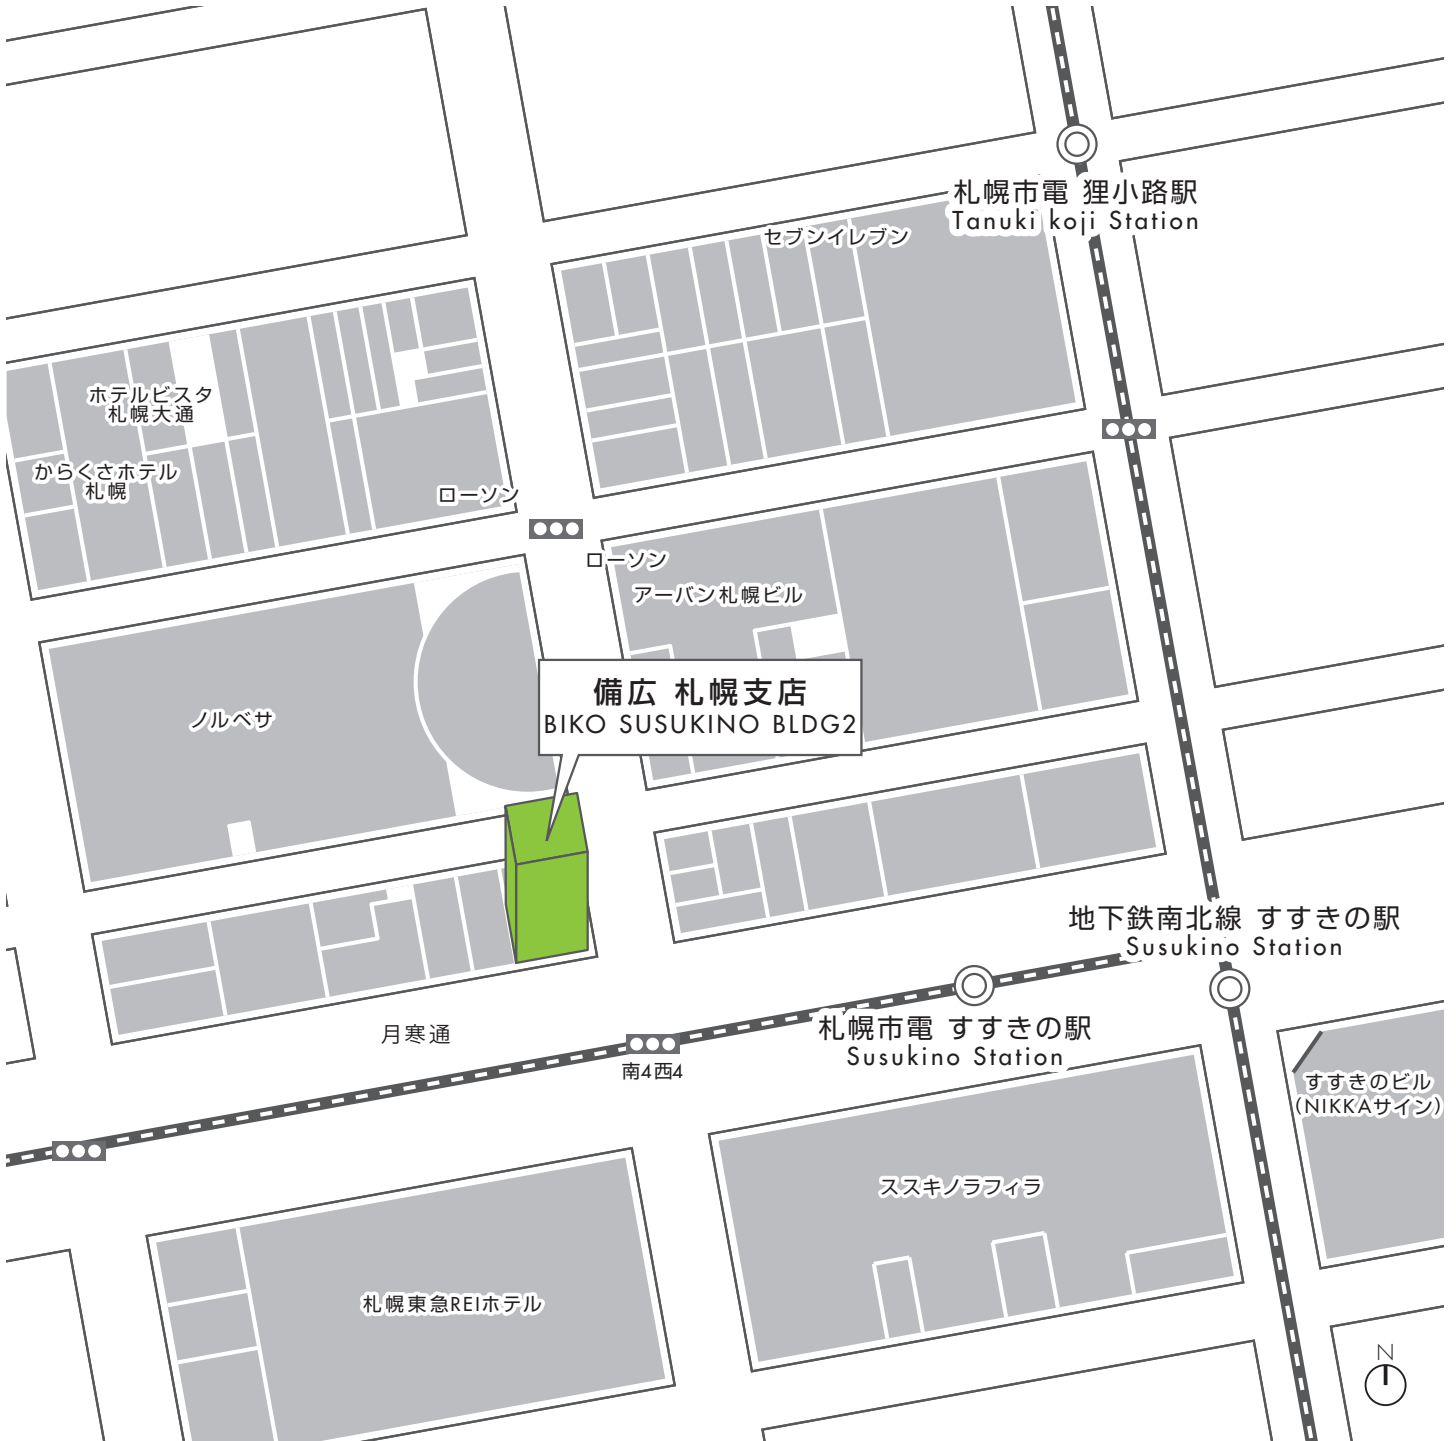 札幌市電 狸小路駅
Tanuki koji Station
セブンイレブン
ホテルビスタ
札幌大通
からくさホテル
札幌
ローソン
ローソン
アーバン札幌ビル
備広 札幌支店
BIKO SUSUKINO BLDG2
ノルベサ
地下鉄南北線 すすきの駅
Susukino Station
札幌市電 すすきの駅
Susukino Station
月寒通
南4西4
すすきのビル
(NIKKAサイン)
ススキノラフィラ
札幌東急REIホテル
N